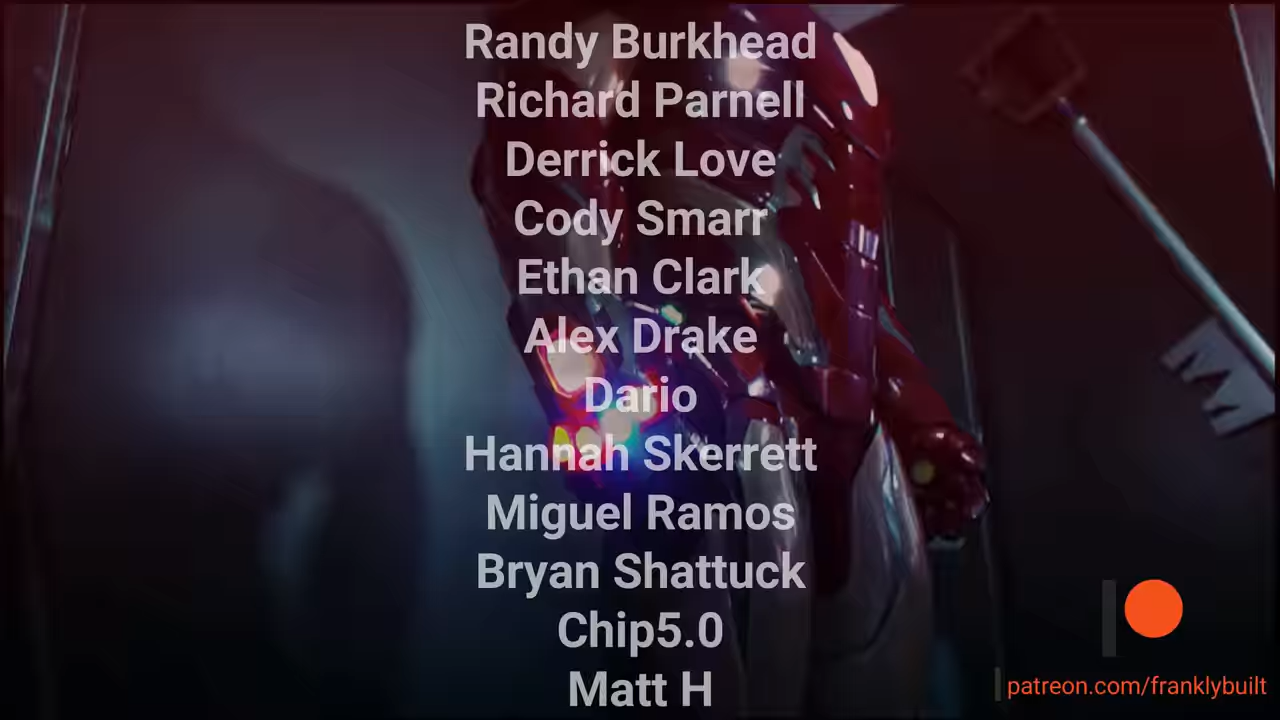 Randy Burkhead
Richard Parnell
Derrick Love
Cody Smarr
Ethan Clark
Alex Drake
Dario
Hannah Skerrett
Miguel Ramos
Bryan Shattuck
Chip5.0
Matt H
patreon.com/franklybuilt